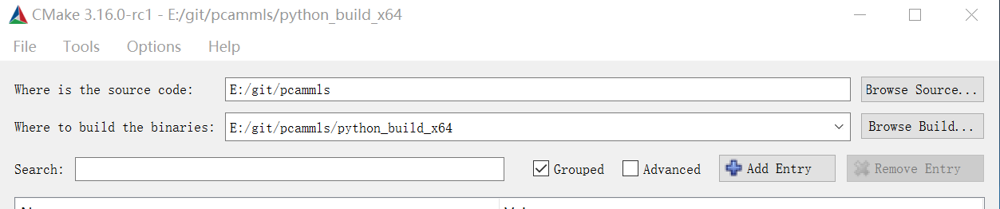 CMake 3.16.0-rc1 - E:/git/pcammls/python_build_x64
File Tools Options Help
Where is the source code: E:/git/pcammls Browse Source...
Where to build the binaries: E:/git/pcammls/python_build_x64 Browse Build...
Search: Grouped Advanced Add Entry Remove Entry